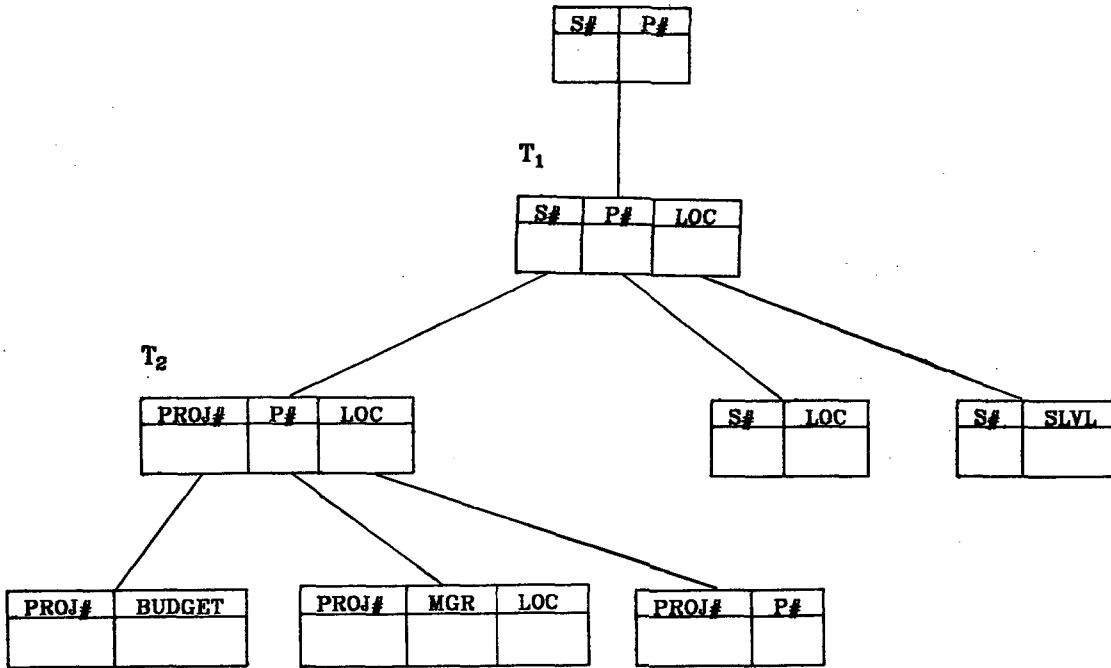 S# P#
T₁
S# P# LOC
T₂
PROJ# P# LOC
S# LOC
S# SLVL
PROJ# BUDGET
PROJ# MGR LOC
PROJ# P#